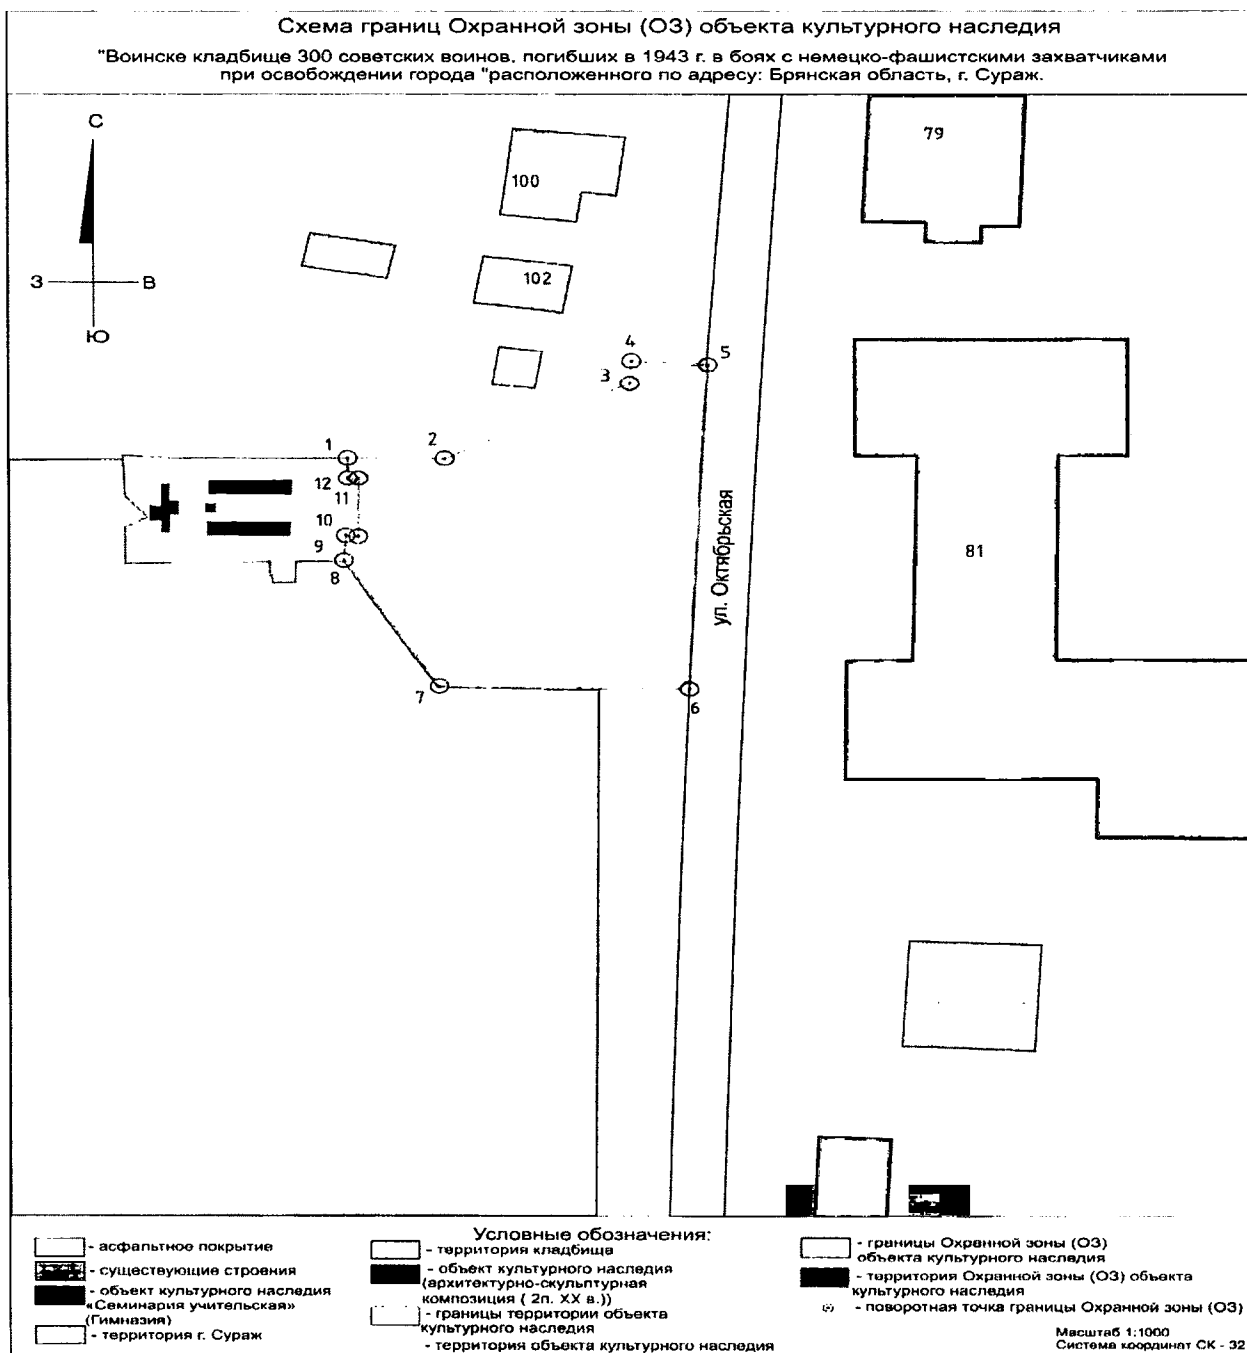 Схема границ Охранной зоны (ОЗ) объекта культурного наследия
"Воинске кладбище 300 советских воинов, погибших в 1943 г. в боях с немецко-фашистскими захватчиками
при освобождении города "расположенного по адресу: Брянская область, г. Сураж.
С
З
В
Ю
79
100
102
4
5
3
1
2
12
11
10
9
8
7
6
ул. Октябрьская
81
Условные обозначения:
- асфальтное покрытие
- существующие строения
- объект культурного наследия
«Семинария учительская»
(Гимназия)
- территория г. Сураж
- территория кладбища
- объект культурного наследия
(архитектурно-скульптурная
композиция ( 2п. XX в.))
- границы территории объекта
культурного наследия
- территория объекта культурного наследия
- границы Охранной зоны (ОЗ)
объекта культурного наследия
- территория Охранной зоны (ОЗ) объекта
культурного наследия
- поворотная точка границы Охранной зоны (ОЗ)
Масштаб 1:1000
Система координат СК - 32